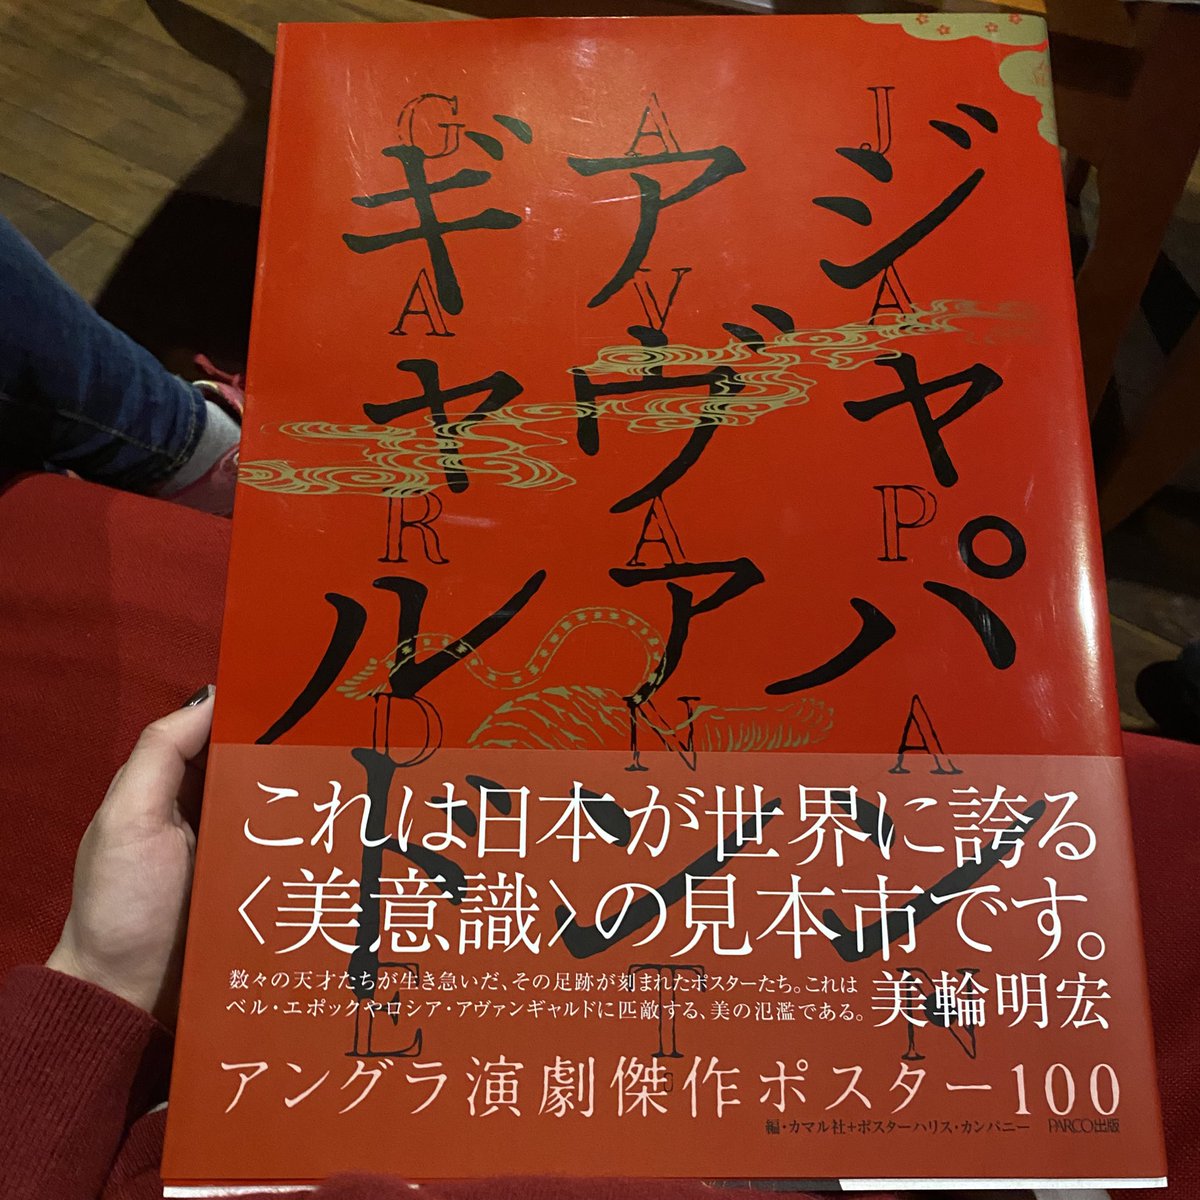 ジャパン
アヴァン
ギャルド
JAPAN
AVANT
GARDE
これは日本が世界に誇る
〈美意識〉の見本市です。
数々の天才たちが生き急いだ、その足跡が刻まれたポスターたち。これは
ベル・エポックやロシア・アヴァンギャルドに匹敵する、美の氾濫である。
美輪明宏
アングラ演劇傑作ポスター100
編・カマル社+ポスターハリス・カンパニー PARCO出版